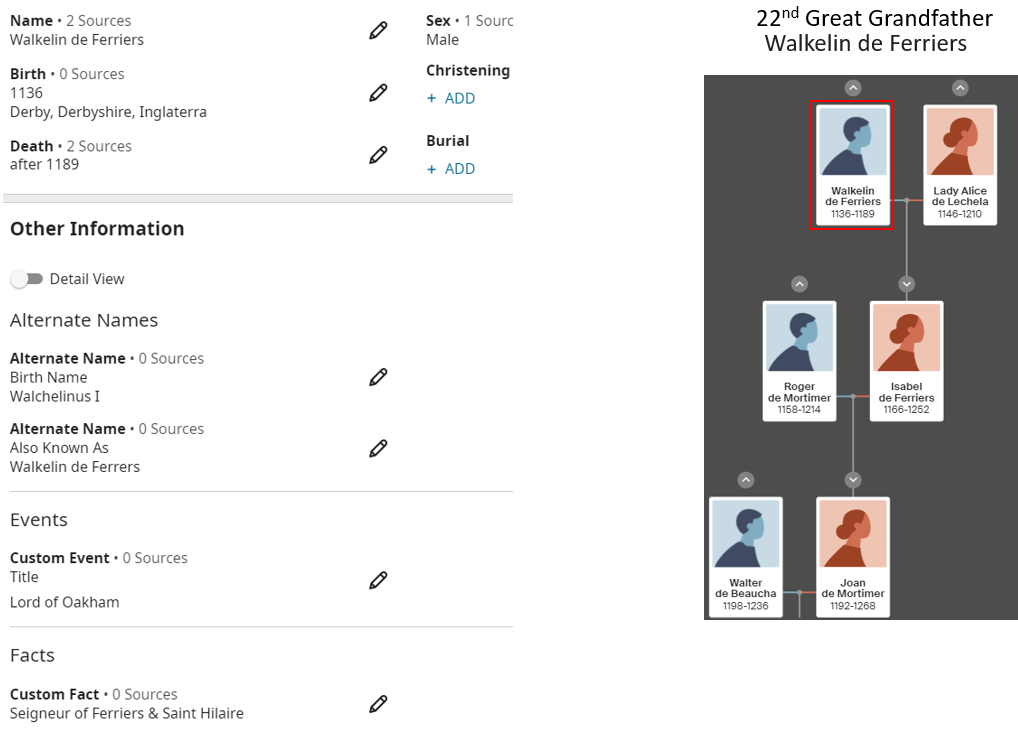 Name • 2 Sources
Walkelin de Ferriers
Birth • 0 Sources
1136
Derby, Derbyshire, Inglaterra
Death • 2 Sources
after 1189
Sex • 1 Sourc
Male
Christening
+ ADD
Burial
+ ADD
Other Information
Detail View
Alternate Names
Alternate Name • 0 Sources
Birth Name
Walchelinus I
Alternate Name • 0 Sources
Also Known As
Walkelin de Ferrers
Events
Custom Event • 0 Sources
Title
Lord of Oakham
Facts
Custom Fact • 0 Sources
Seigneur of Ferriers & Saint Hilaire
22nd Great Grandfather
Walkelin de Ferriers
Walkelin
de Ferriers
1136-1189
Lady Alice
de Lechela
1146-1210
Roger
de Mortimer
1158-1214
Isabel
de Ferriers
1166-1252
Walter
de Beaucha
1198-1236
Joan
de Mortimer
1192-1268